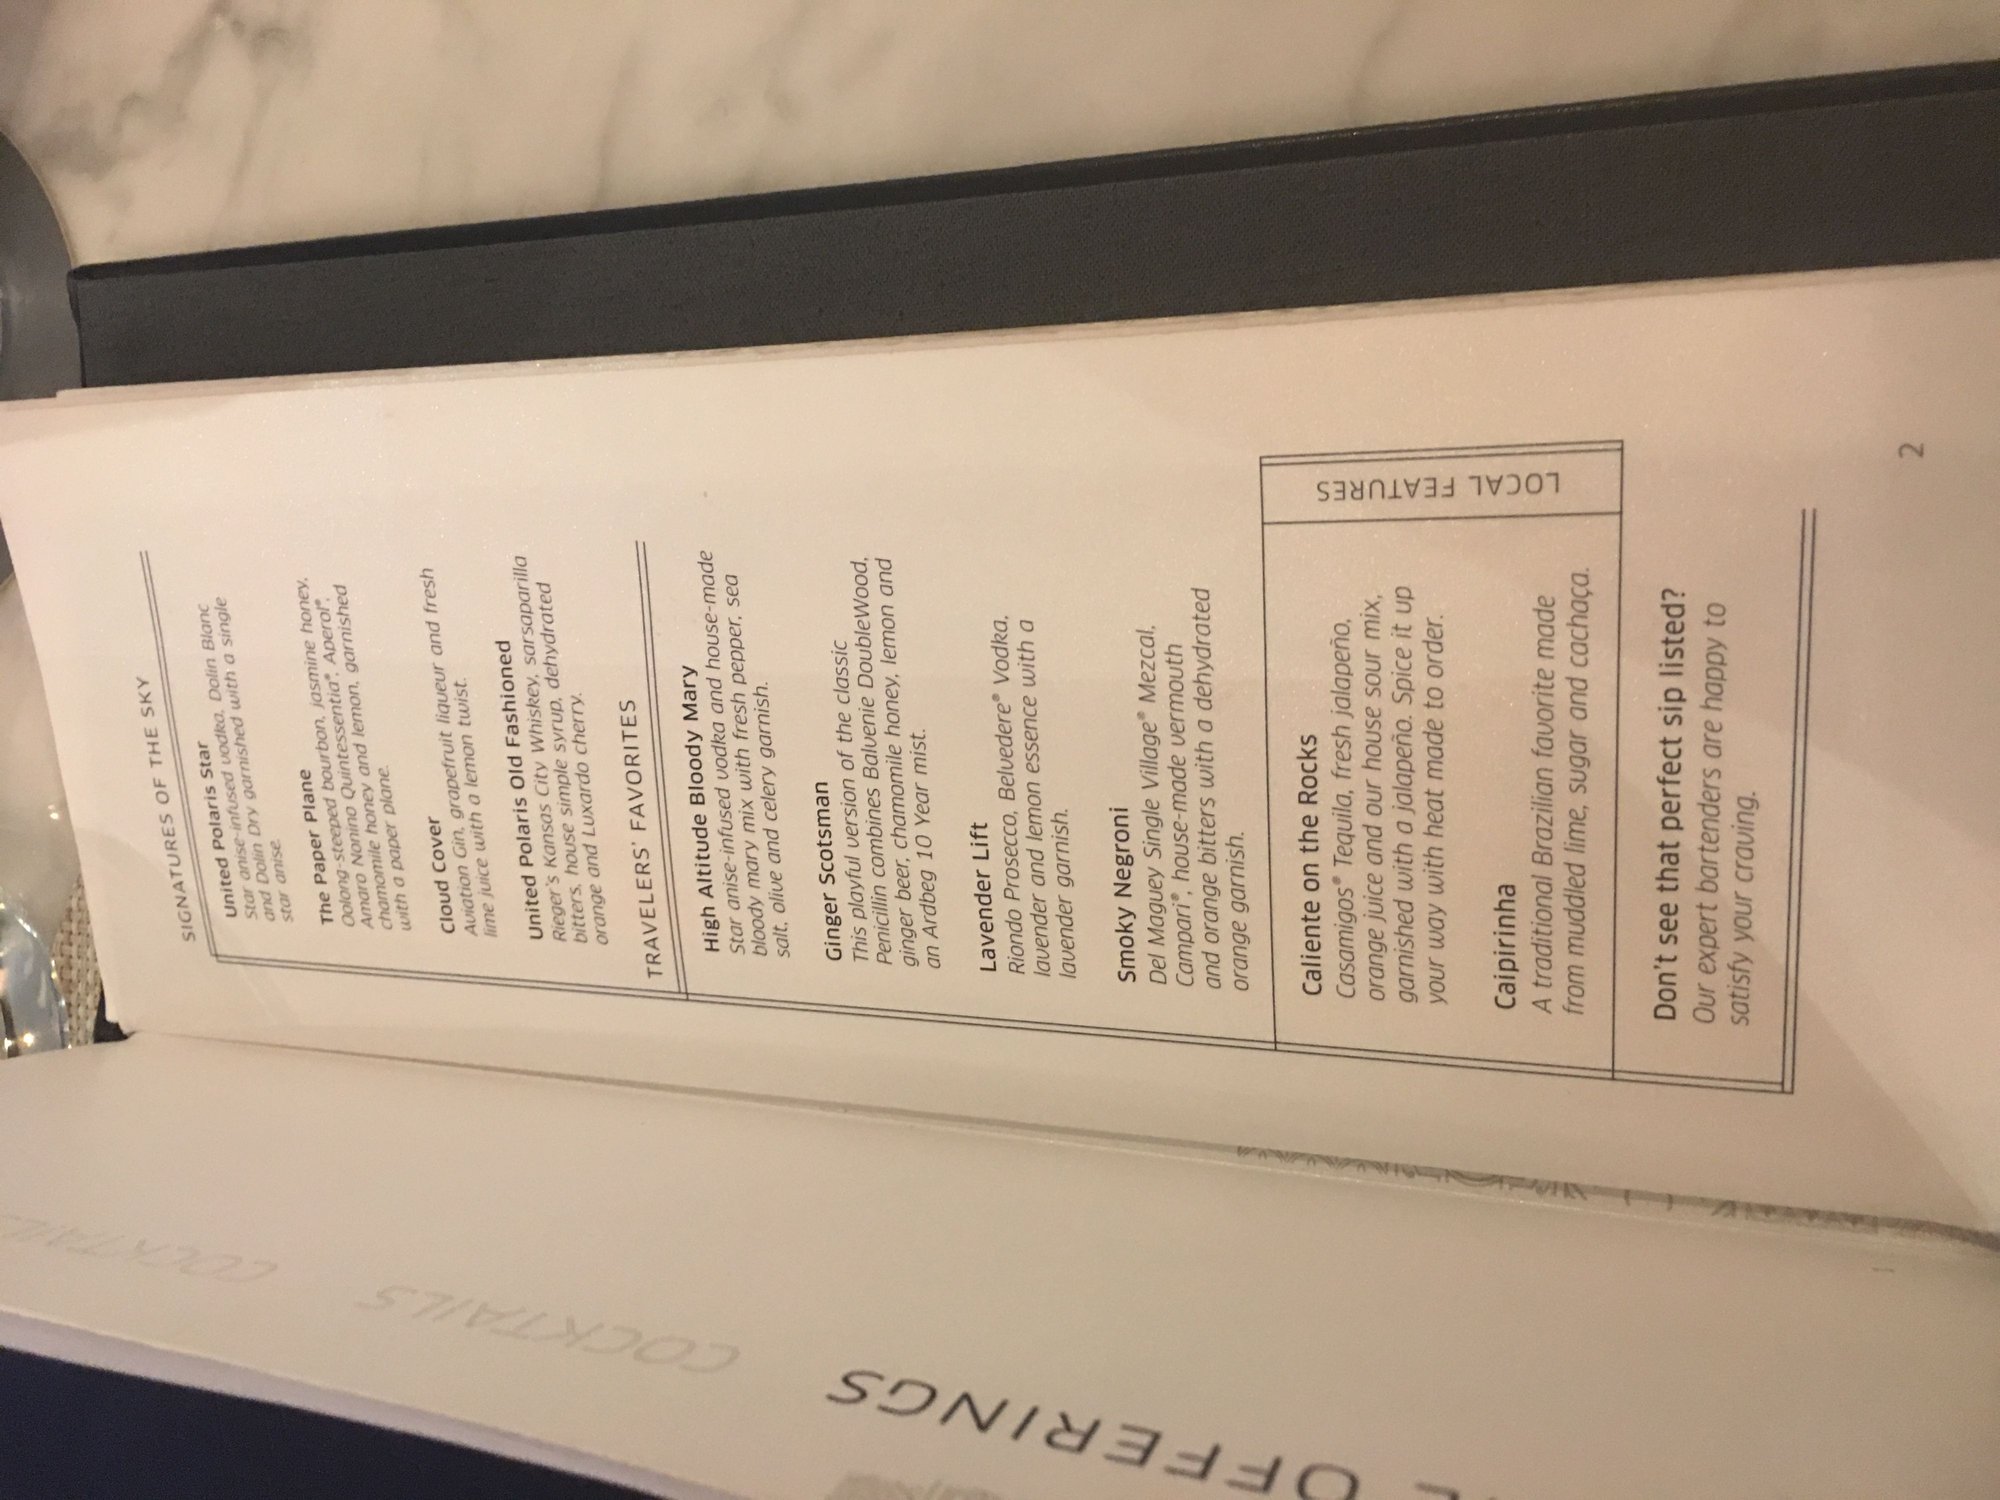 SIGNATURES OF THE SKY
United Polaris Star
Star anise-infused vodka, Dolin Blanc
and Dolin Dry garnished with a single
star anise.
The Paper Plane
Oolong-steeped bourbon, jasmine honey,
Amaro Nonino Quintessentia®, Aperol®,
chamomile honey and lemon, garnished
with a paper plane.
Cloud Cover
Aviation Gin, grapefruit liqueur and fresh
lime juice with a lemon twist.
United Polaris Old Fashioned
Rieger's Kansas City Whiskey, sarsaparilla
bitters, house simple syrup, dehydrated
orange and Luxardo cherry.
TRAVELERS' FAVORITES
High Altitude Bloody Mary
Star anise-infused vodka and house-made
bloody mary mix with fresh pepper, sea
salt, olive and celery garnish.
Ginger Scotsman
This playful version of the classic
Penicillin combines Balvenie DoubleWood,
ginger beer, chamomile honey, lemon and
an Ardbeg 10 Year mist.
Lavender Lift
Riondo Prosecco, Belvedere® Vodka,
lavender and lemon essence with a
lavender garnish.
Smoky Negroni
Del Maguey Single Village® Mezcal,
Campari®, house-made vermouth
and orange bitters with a dehydrated
orange garnish.
LOCAL FEATURES
Caliente on the Rocks
Casamigos® Tequila, fresh jalapeño,
orange juice and our house sour mix,
garnished with a jalapeño. Spice it up
your way with heat made to order.
Caipirinha
A traditional Brazilian favorite made
from muddled lime, sugar and cachaça.
Don't see that perfect sip listed?
Our expert bartenders are happy to
satisfy your craving.
2
COCKTAILS
COCKTAILS
OFFERINGS